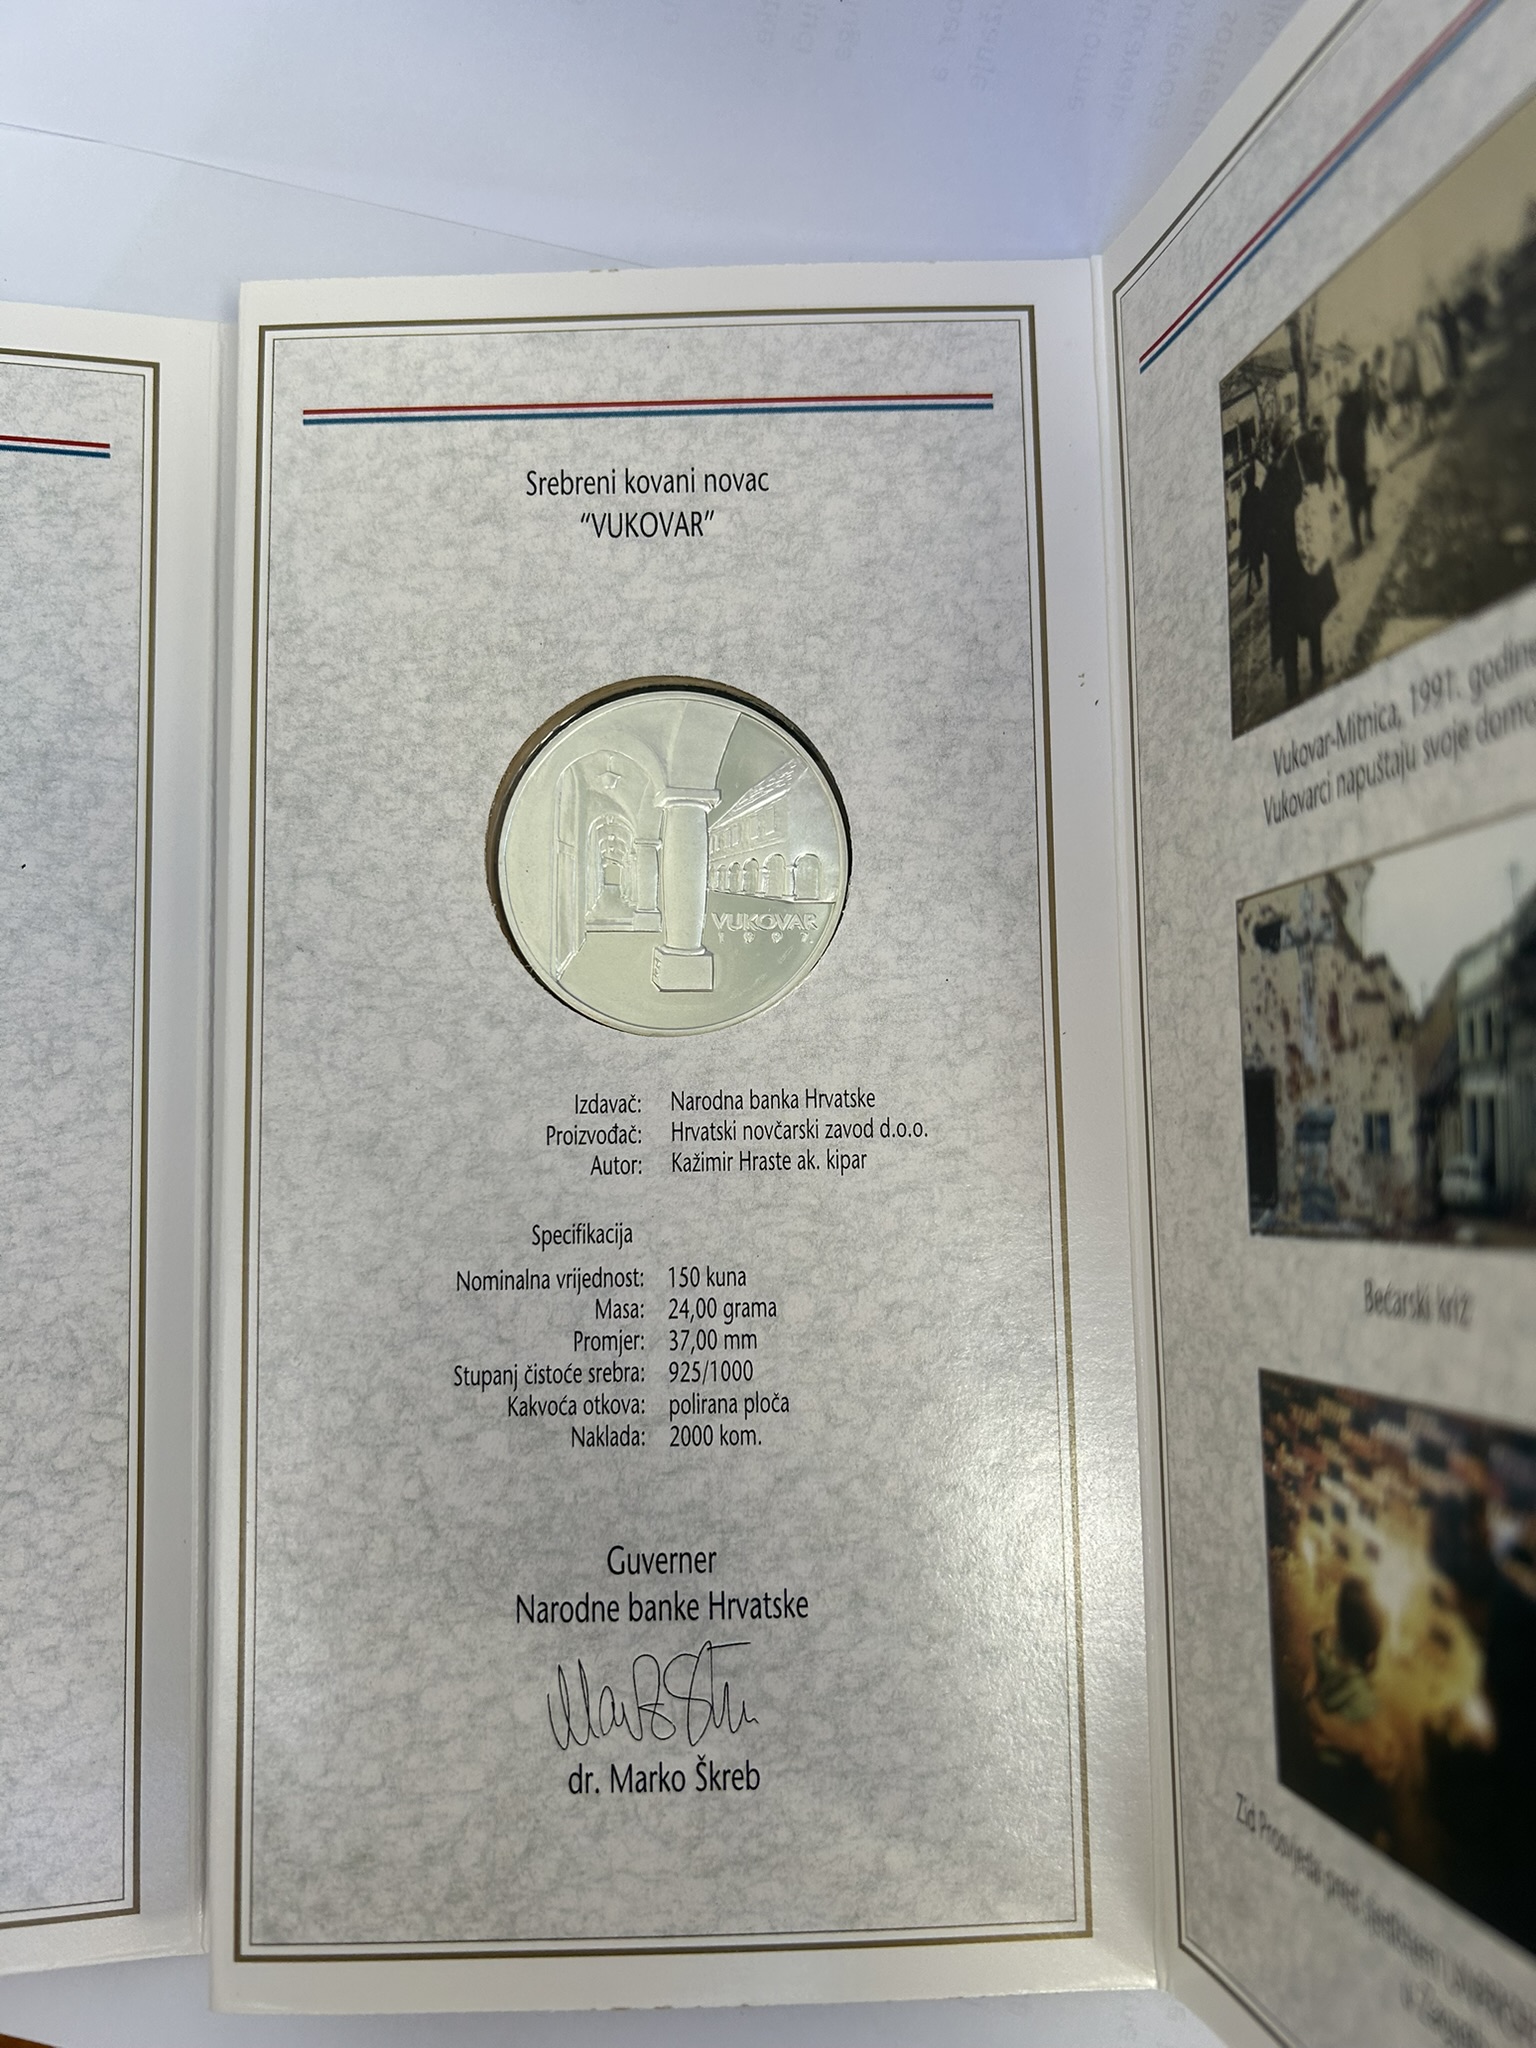 Srebreni kovani novac
“VUKOVAR”
VUKOVAR
1997.
Izdavač: Narodna banka Hrvatske
Proizvođač: Hrvatski novčarski zavod d.o.o.
Autor: Kažimir Hraste ak. kipar
Specifikacija
Nominalna vrijednost: 150 kuna
Masa: 24,00 grama
Promjer: 37,00 mm
Stupanj čistoće srebra: 925/1000
Kakvoća otkova: polirana ploča
Naklada: 2000 kom.
Guverner
Narodne banke Hrvatske
dr. Marko Škreb
Vukovar-Mitnica, 1991. godine
Vukovarci napuštaju svoje
Bećarski križ
Zid